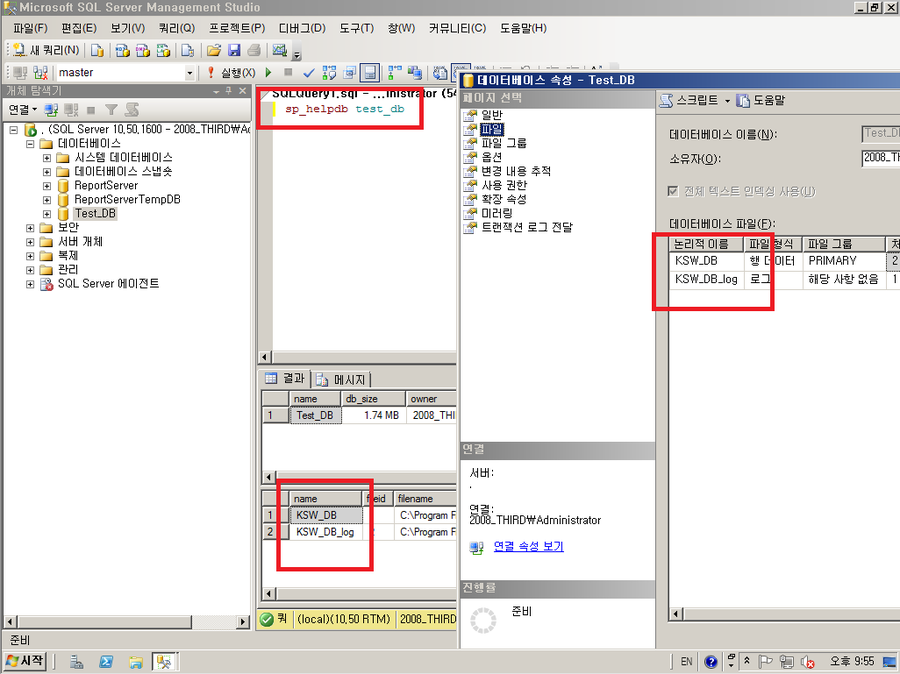 Microsoft SQL Server Management Studio
파일(F) 편집(E) 보기(V) 쿼리(Q) 프로젝트(P) 디버그(D) 도구(T) 창(W) 커뮤니티(C) 도움말(H)
새 쿼리(N)
master
실행(X)
개체 탐색기
연결
. (SQL Server 10,50,1600 - 2008_THIRD₩Ad
데이터베이스
시스템 데이터베이스
데이터베이스 스냅숏
ReportServer
ReportServerTempDB
Test_DB
보안
서버 개체
복제
관리
SQL Server 에이전트
준비
SQLQuery1.sql - ...inistrator (54
sp_helpdb test_db
결과 메시지
name db_size owner
1 Test_DB 1.74 MB 2008_THI
name fileid filename
1 KSW_DB C:\Program F
2 KSW_DB_log C:\Program F
쿼 (local)(10,50 RTM) 2008_THIRD
데이터베이스 속성 - Test_DB
페이지 선택
일반
파일
파일 그룹
옵션
변경 내용 추적
사용 권한
확장 속성
미러링
트랜잭션 로그 전달
연결
서버:
.
연결:
2008_THIRD₩Administrator
연결 속성 보기
진행률
준비
스크립트 도움말
데이터베이스 이름(N): Test_D
소유자(O): 2008_TH
전체 텍스트 인덱싱 사용(U)
데이터베이스 파일(F):
논리적 이름 파일 형식 파일 그룹 처
KSW_DB 행 데이터 PRIMARY 2
KSW_DB_log 로그 해당 사항 없음 1
시작
EN
오후 9:55